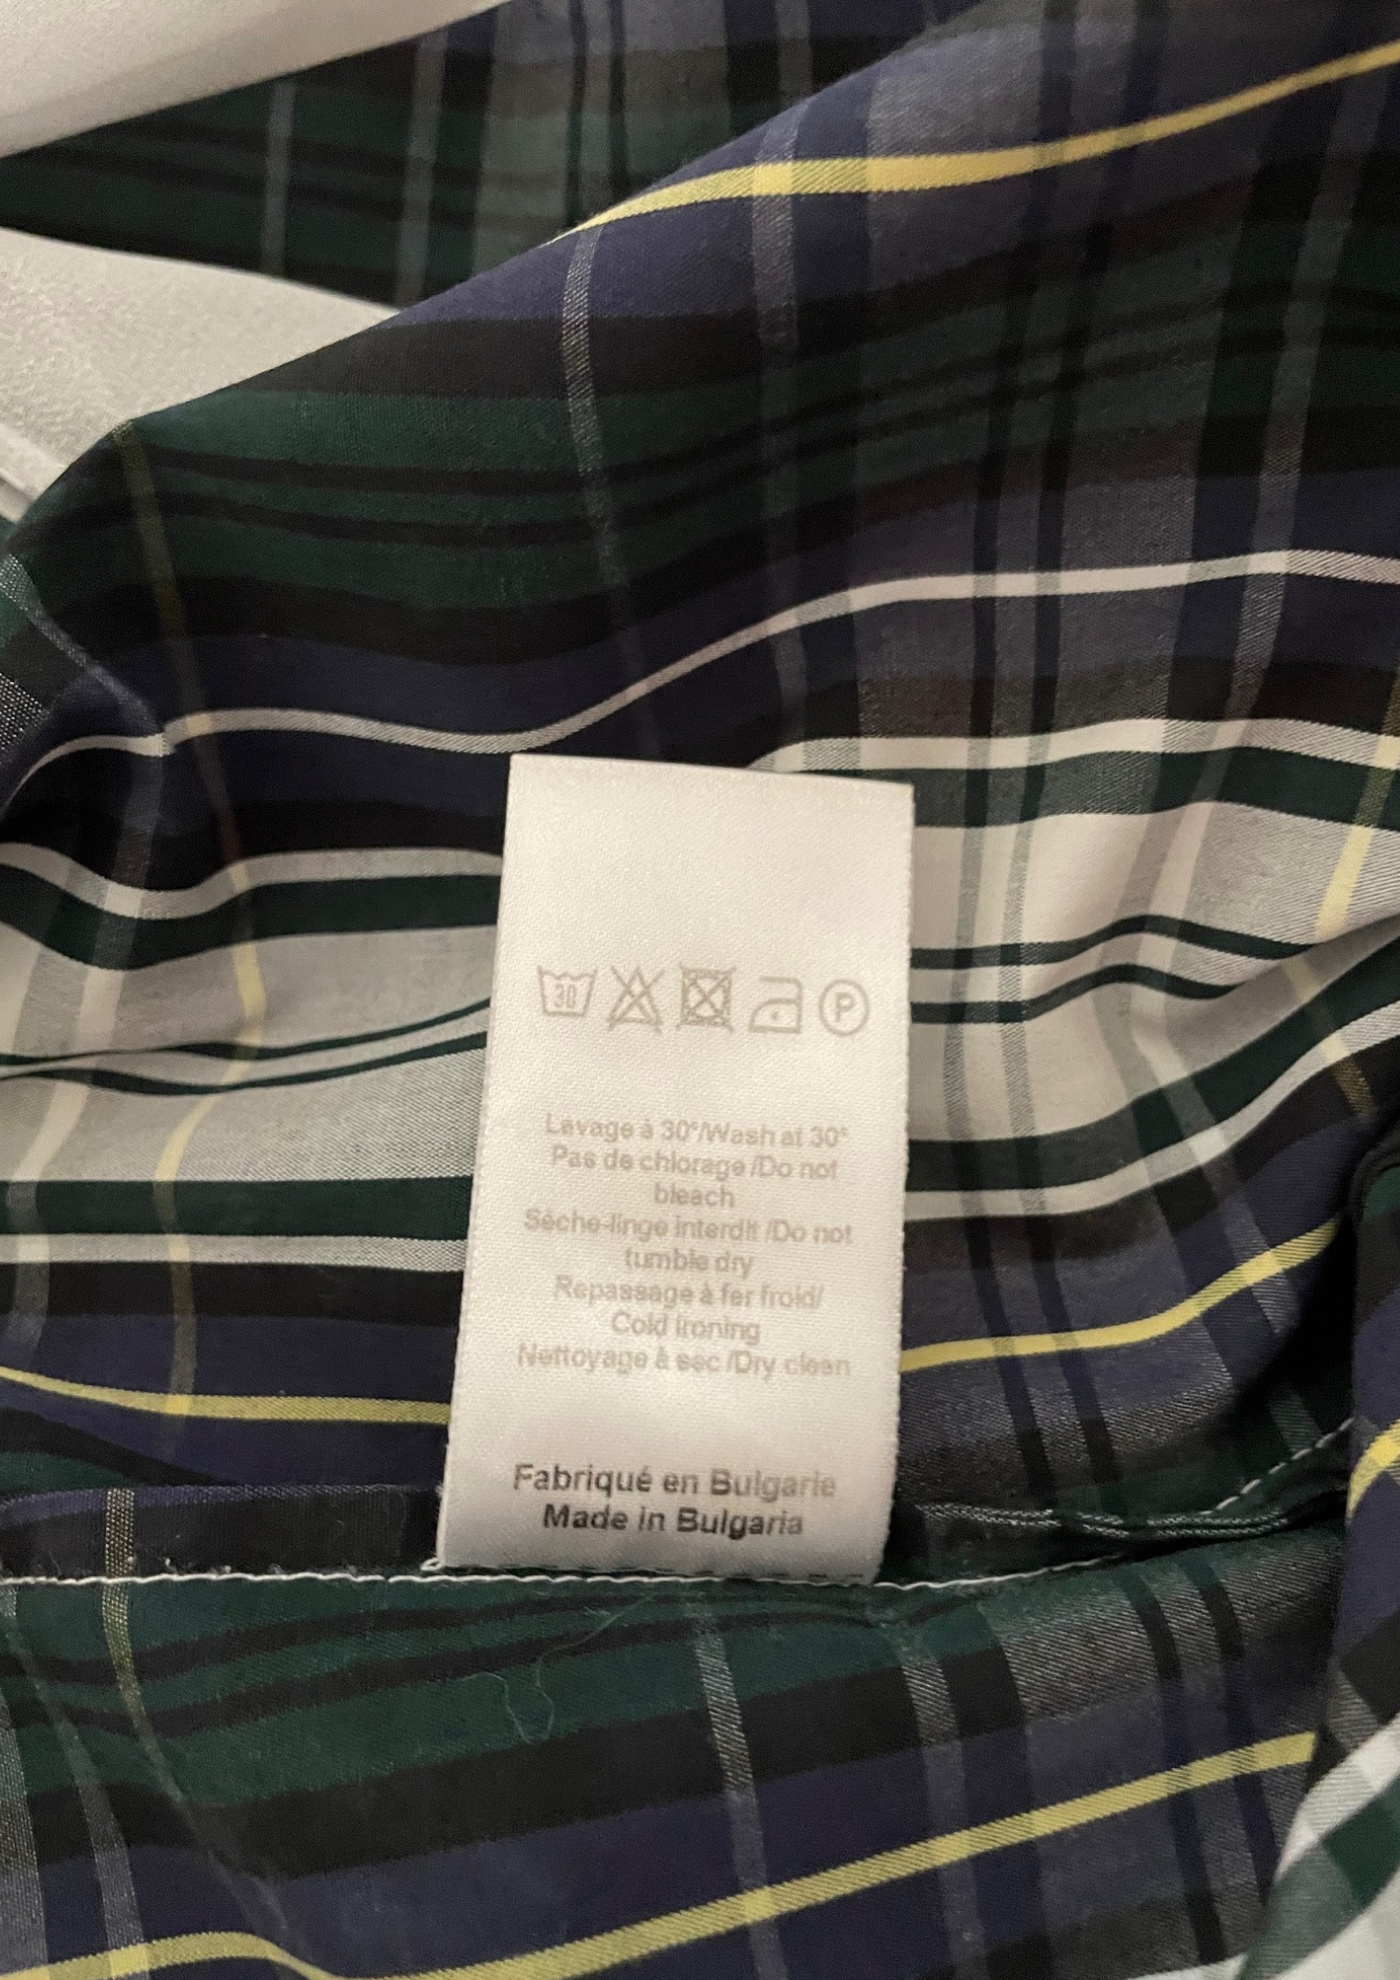 30 P
Lavage à 30°/Wash at 30°
Pas de chlorage /Do not
bleach
Sèche-linge interdit /Do not
tumble dry
Repassage à fer froid/
Cold ironing
Nettoyage à sec /Dry clean
Fabriqué en Bulgarie
Made in Bulgaria